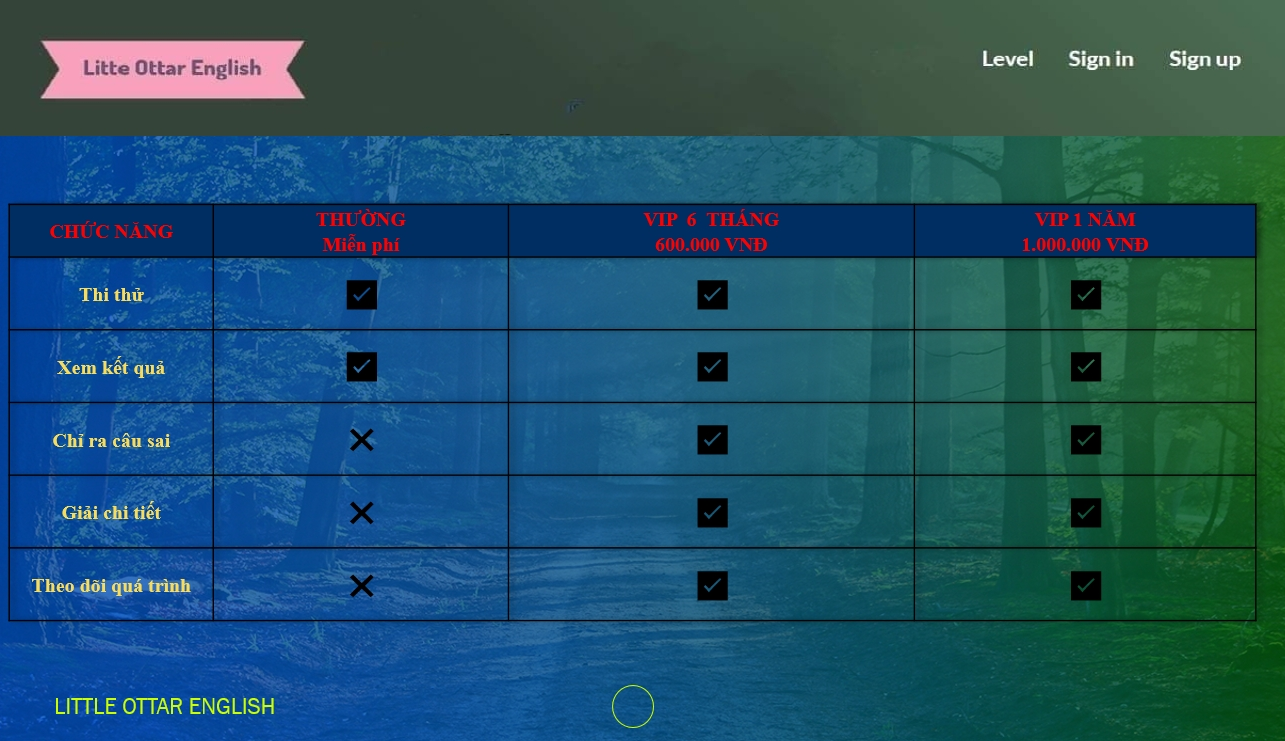 Litte Ottar English
Level
Sign in
Sign up
CHỨC NĂNG
THƯỜNG
Miễn phí
VIP 6 THÁNG
600.000 VNĐ
VIP 1 NĂM
1.000.000 VNĐ
Thi thử
Xem kết quả
Chỉ ra câu sai
Giải chi tiết
Theo dõi quá trình
LITTLE OTTAR ENGLISH